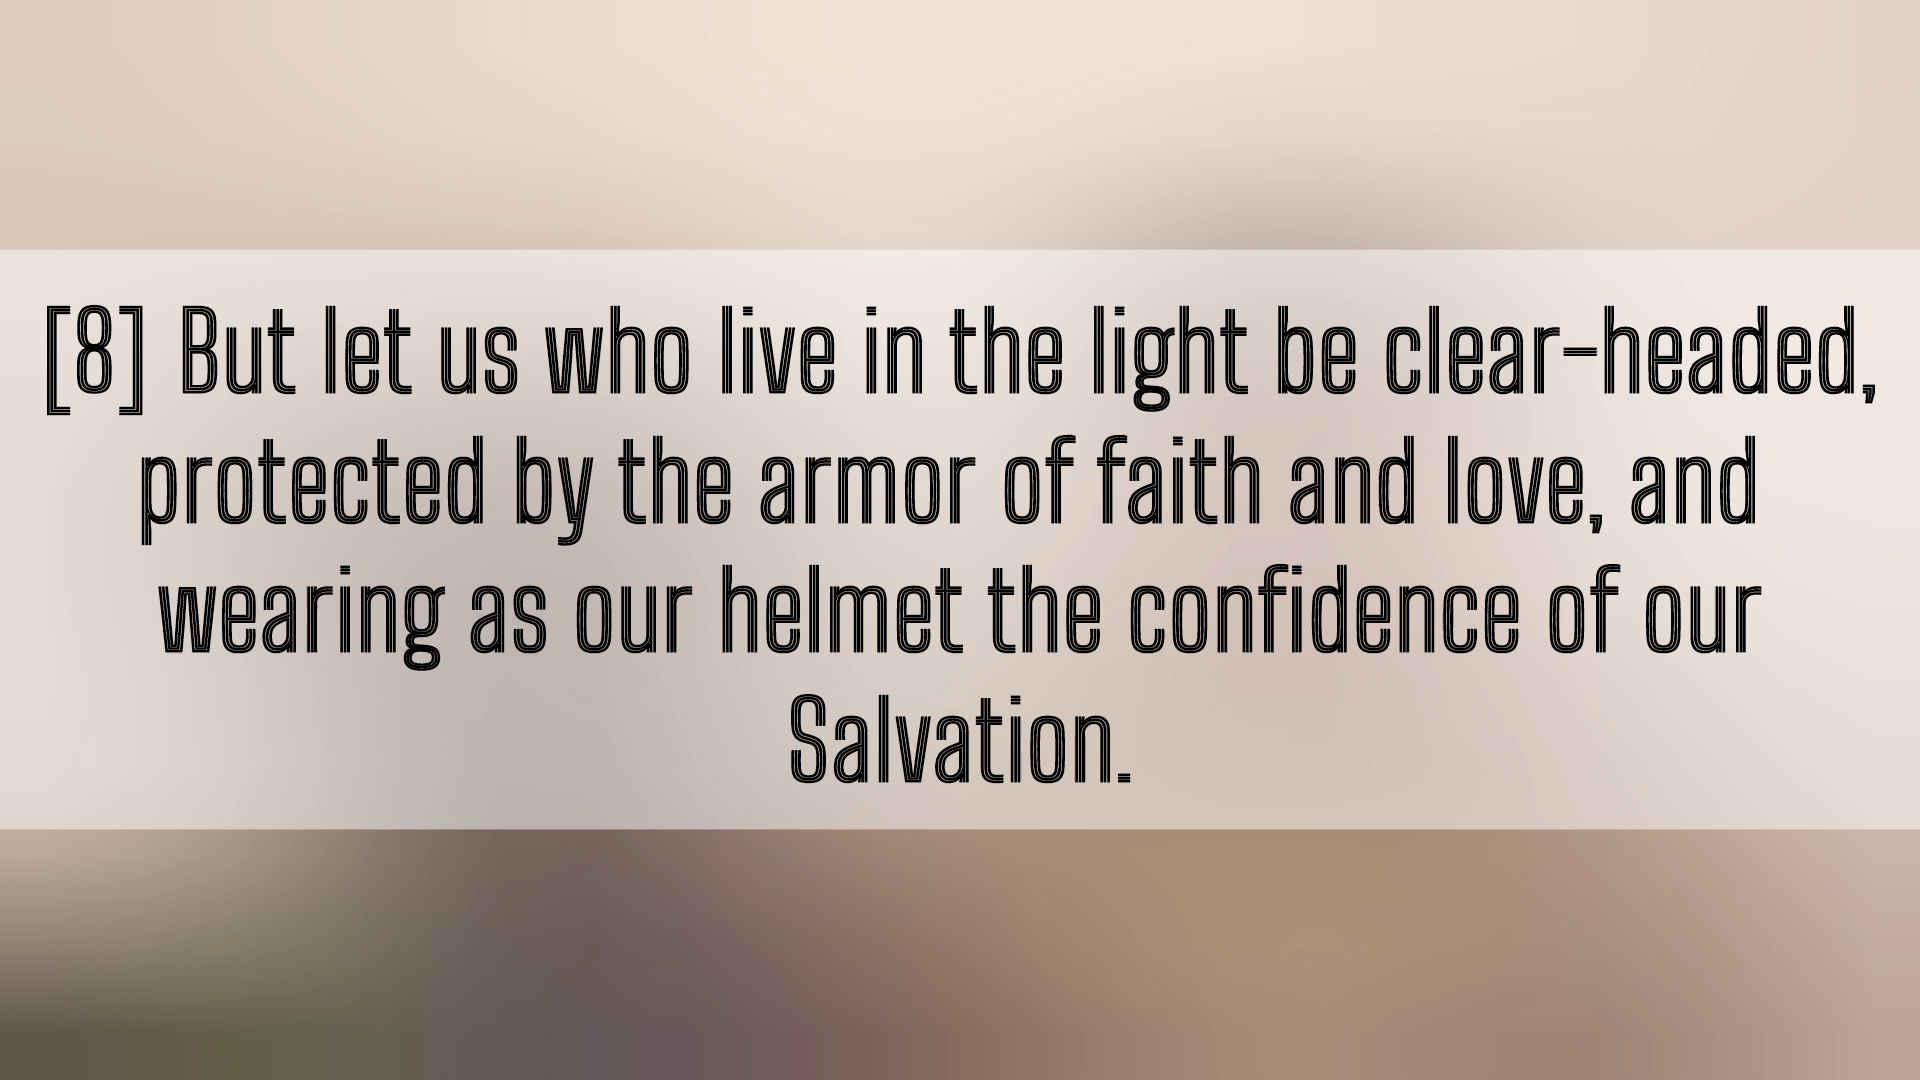 [8] But let us who live in the light be clear-headed,
protected by the armor of faith and love, and
wearing as our helmet the confidence of our
Salvation.